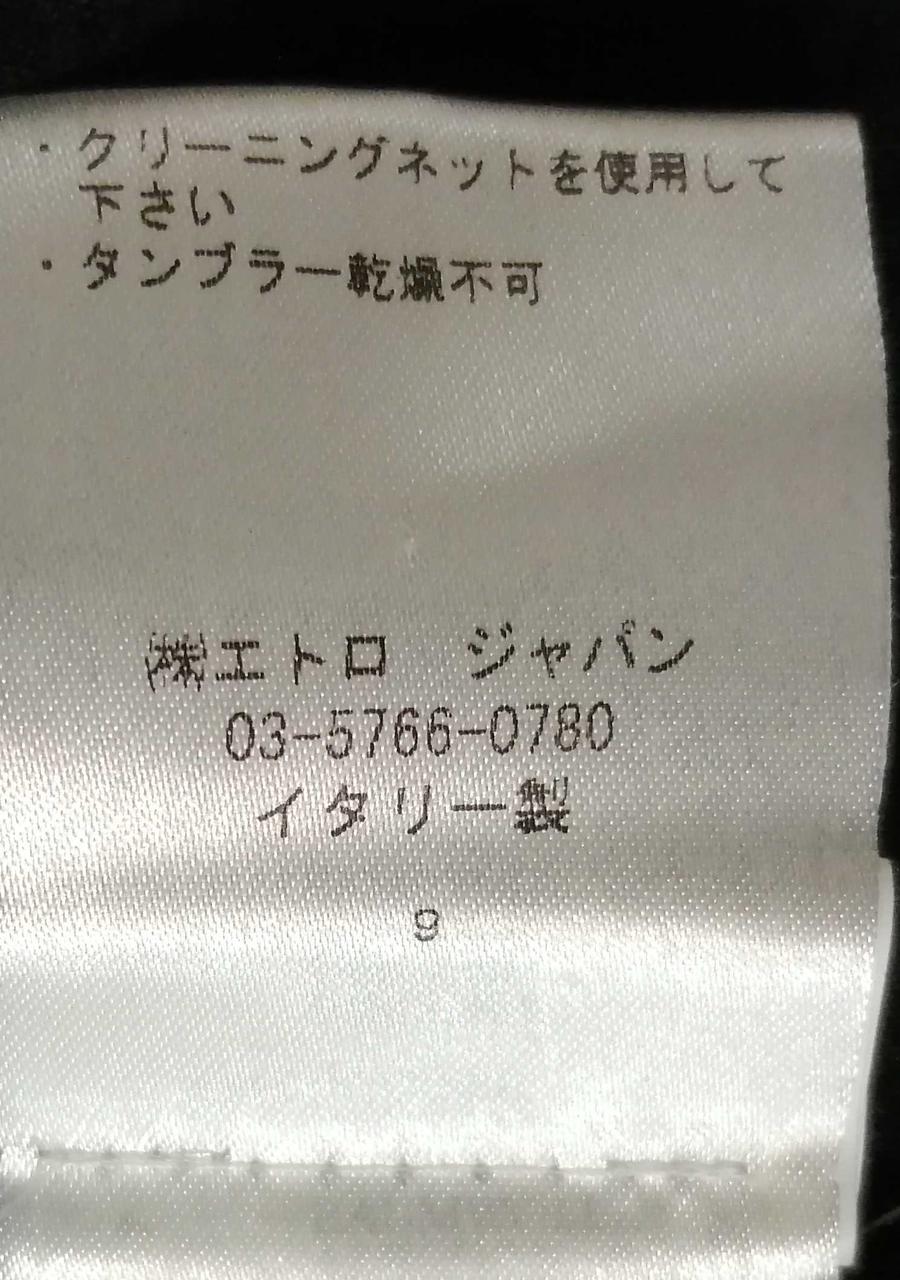 ・クリーニングネットを使用して
下さい
・タンブラー乾燥不可
㈱エトロ　ジャパン
03-5766-0780
イタリー製
9